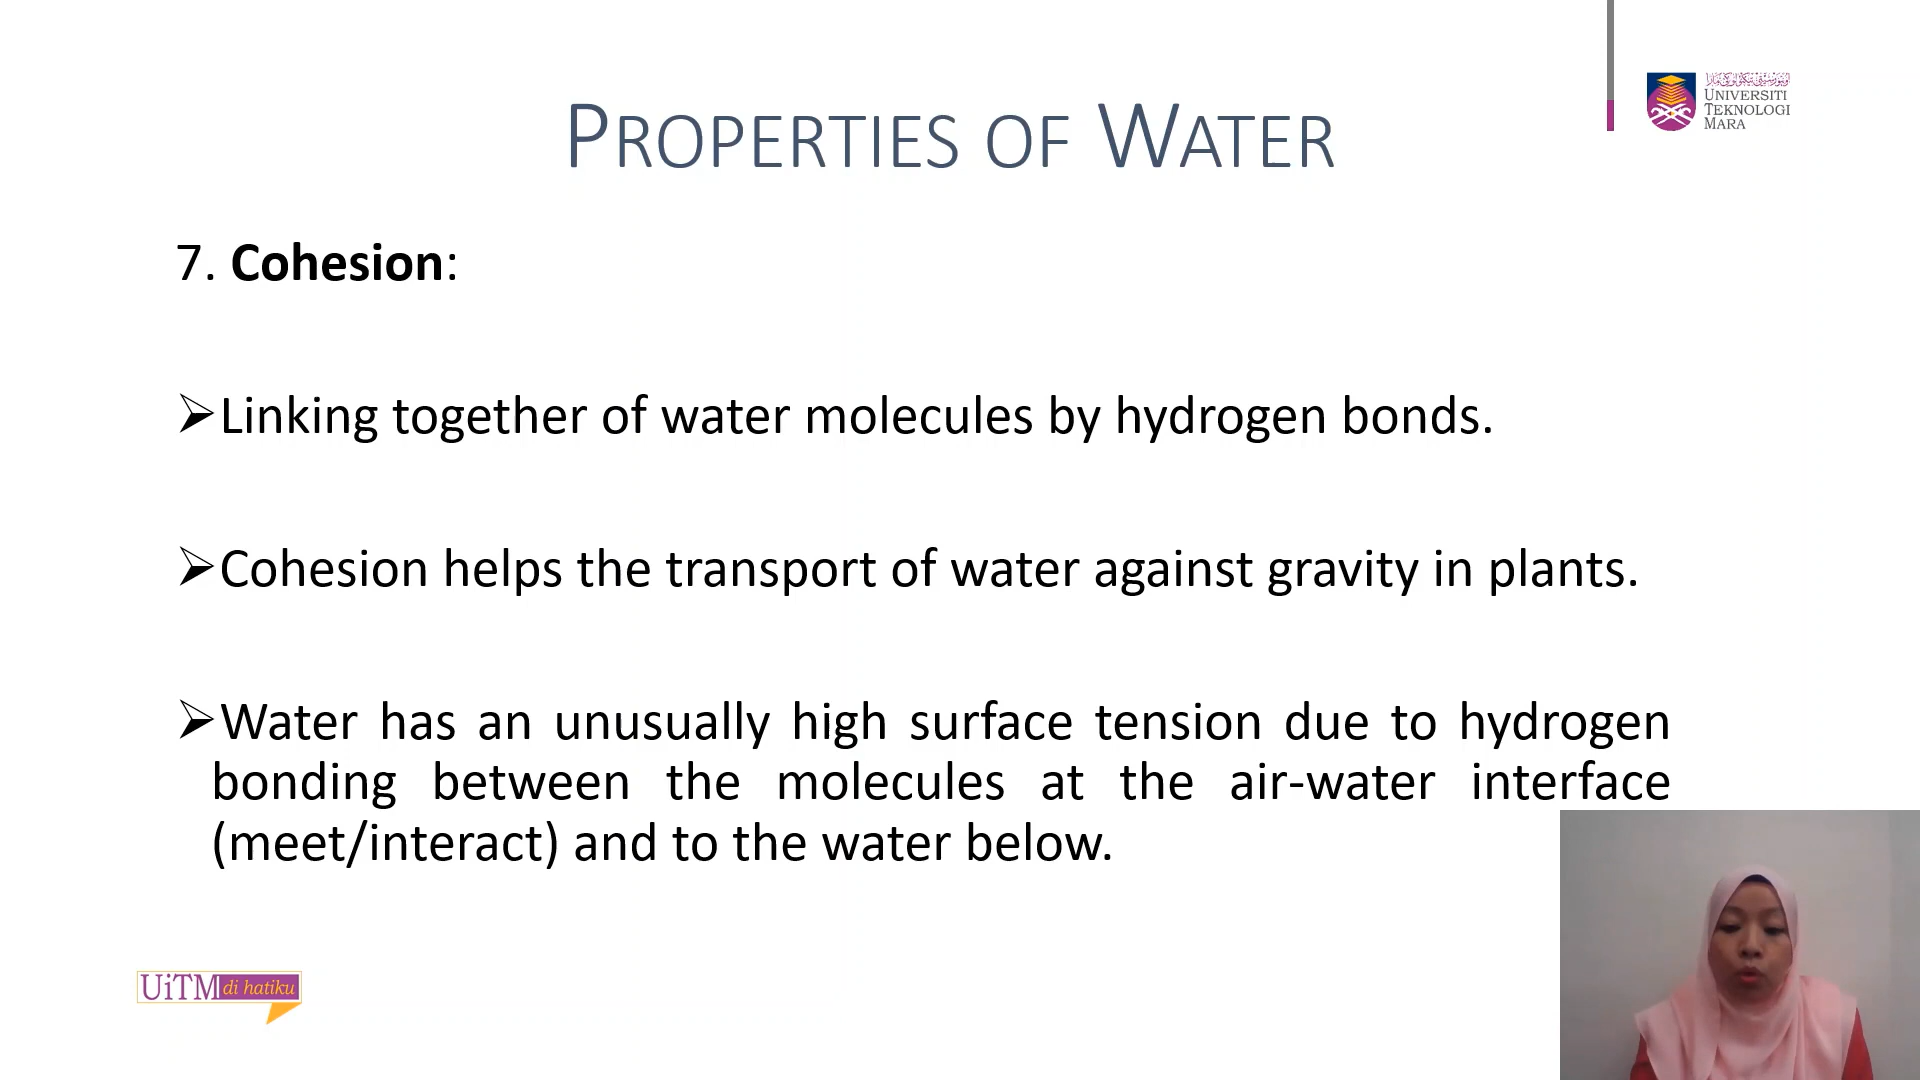 PROPERTIES OF WATER
UNIVERSITI
TEKNOLOGI
MARA
7. Cohesion:
➢Linking together of water molecules by hydrogen bonds.
➢Cohesion helps the transport of water against gravity in plants.
➢Water has an unusually high surface tension due to hydrogen
bonding between the molecules at the air-water interface
(meet/interact) and to the water below.
UiTM di hatiku